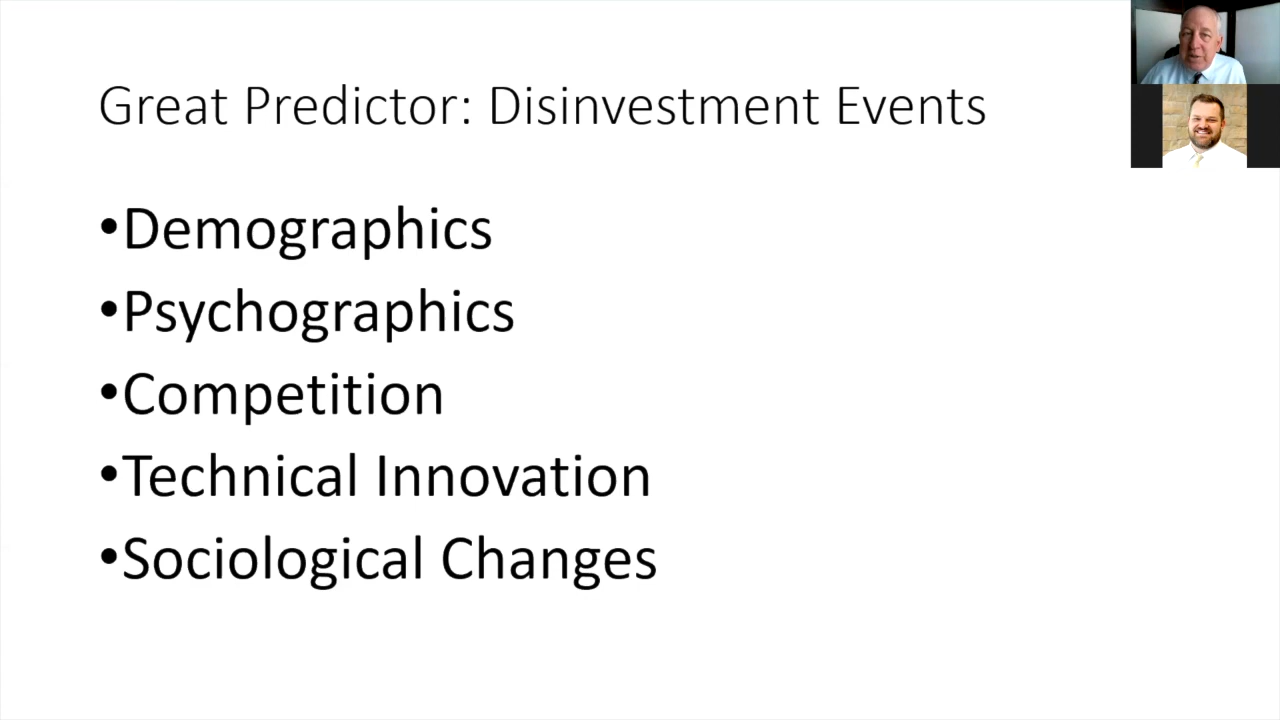 Great Predictor: Disinvestment Events
•Demographics
•Psychographics
•Competition
•Technical Innovation
•Sociological Changes